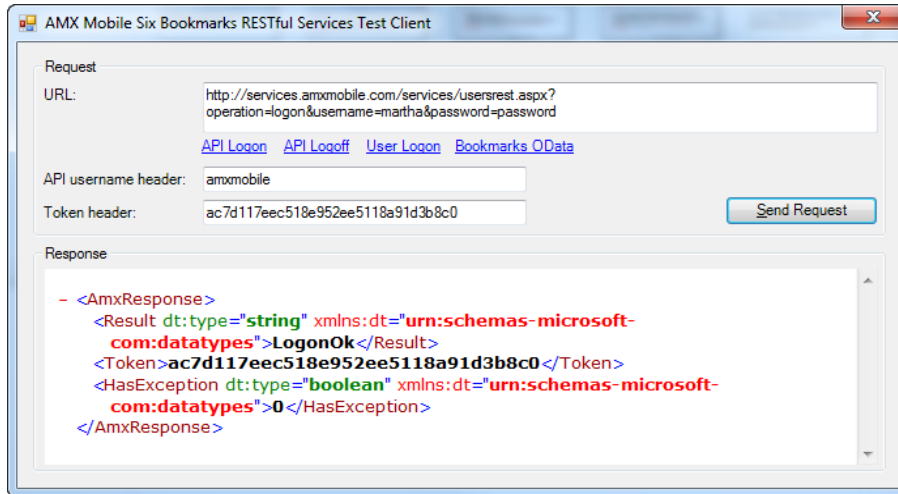 AMX Mobile Six Bookmarks RESTful Services Test Client
Request
URL:
http://services.amxmobile.com/services/usersrest.aspx?
operation=logon&username=martha&password=password
API Logon API Logoff User Logon Bookmarks OData
API username header: amxmobile
Token header: ac7d117eec518e952ee5118a91d3b8c0 Send Request
Response
- <AmxResponse>
<Result dt:type="string" xmlns:dt="urn:schemas-microsoft-
com:datatypes">LogonOk</Result>
<Token>ac7d117eec518e952ee5118a91d3b8c0</Token>
<HasException dt:type="boolean" xmlns:dt="urn:schemas-microsoft-
com:datatypes">0</HasException>
</AmxResponse>